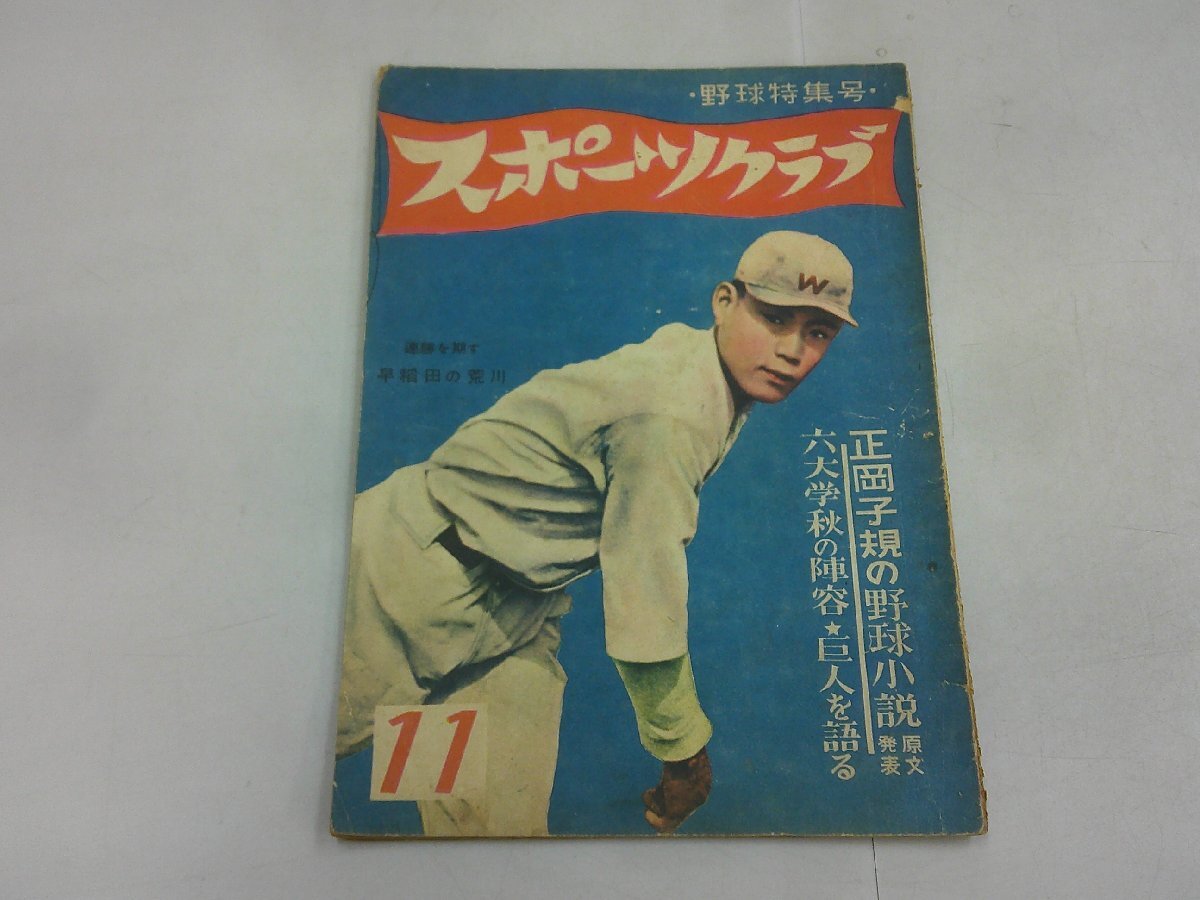 ・野球特集号・
スポーツクラブ
W
連勝を期す
早稲田の荒川
正岡子規の野球小説 原文発表
六大学秋の陣容★巨人を語る
11